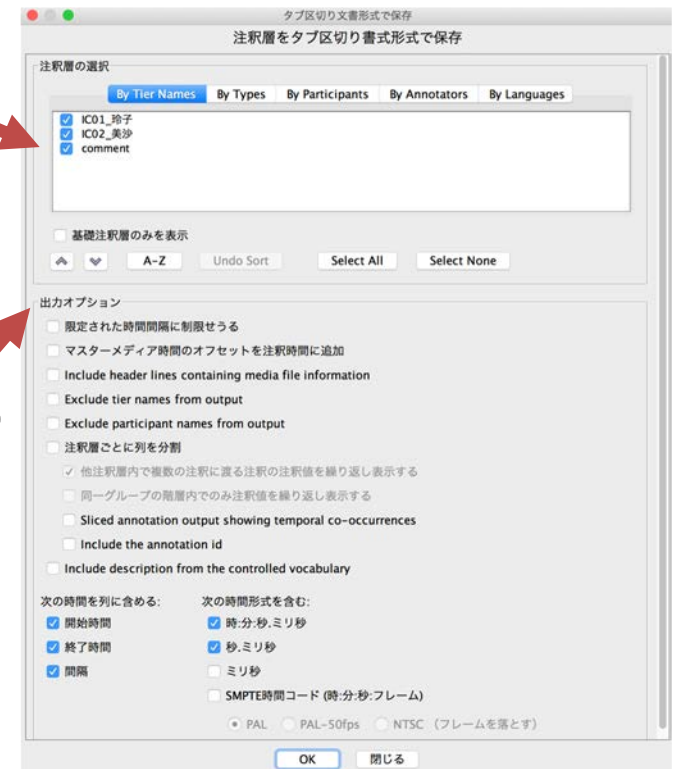 タブ区切り文書形式で保存
注釈層をタブ区切り書式形式で保存
注釈層の選択
By Tier Names By Types By Participants By Annotators By Languages
IC01_玲子
IC02_美沙
comment
基礎注釈層のみを表示
A-Z Undo Sort Select All Select None
出力オプション
限定された時間間隔に制限せうる
マスターメディア時間のオフセットを注釈時間に追加
Include header lines containing media file information
Exclude tier names from output
Exclude participant names from output
注釈層ごとに列を分割
他注釈層内で複数の注釈に渡る注釈の注釈値を繰り返し表示する
同一グループの階層内でのみ注釈値を繰り返し表示する
Sliced annotation output showing temporal co-occurrences
Include the annotation id
Include description from the controlled vocabulary
次の時間を列に含める: 次の時間形式を含む:
開始時間 時:分:秒.ミリ秒
終了時間 秒.ミリ秒
間隔 ミリ秒
SMPTE時間コード (時:分:秒:フレーム)
PAL PAL-50fps NTSC （フレームを落とす）
OK 閉じる